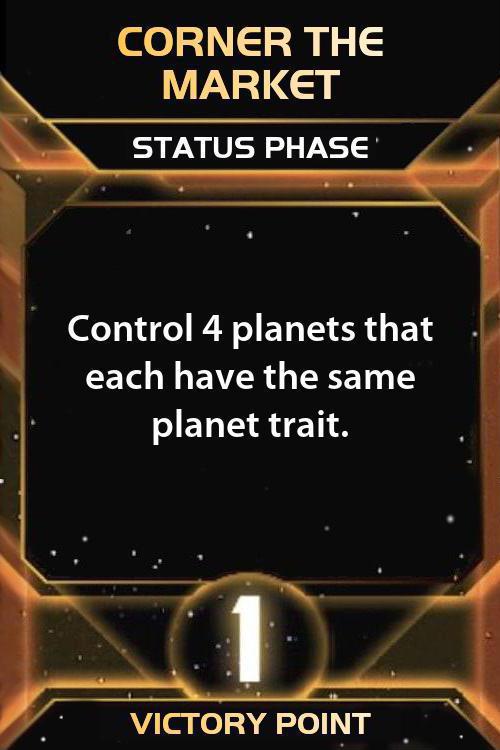 CORNER THE
MARKET
STATUS PHASE
Control 4 planets that
each have the same
planet trait.
1
VICTORY POINT